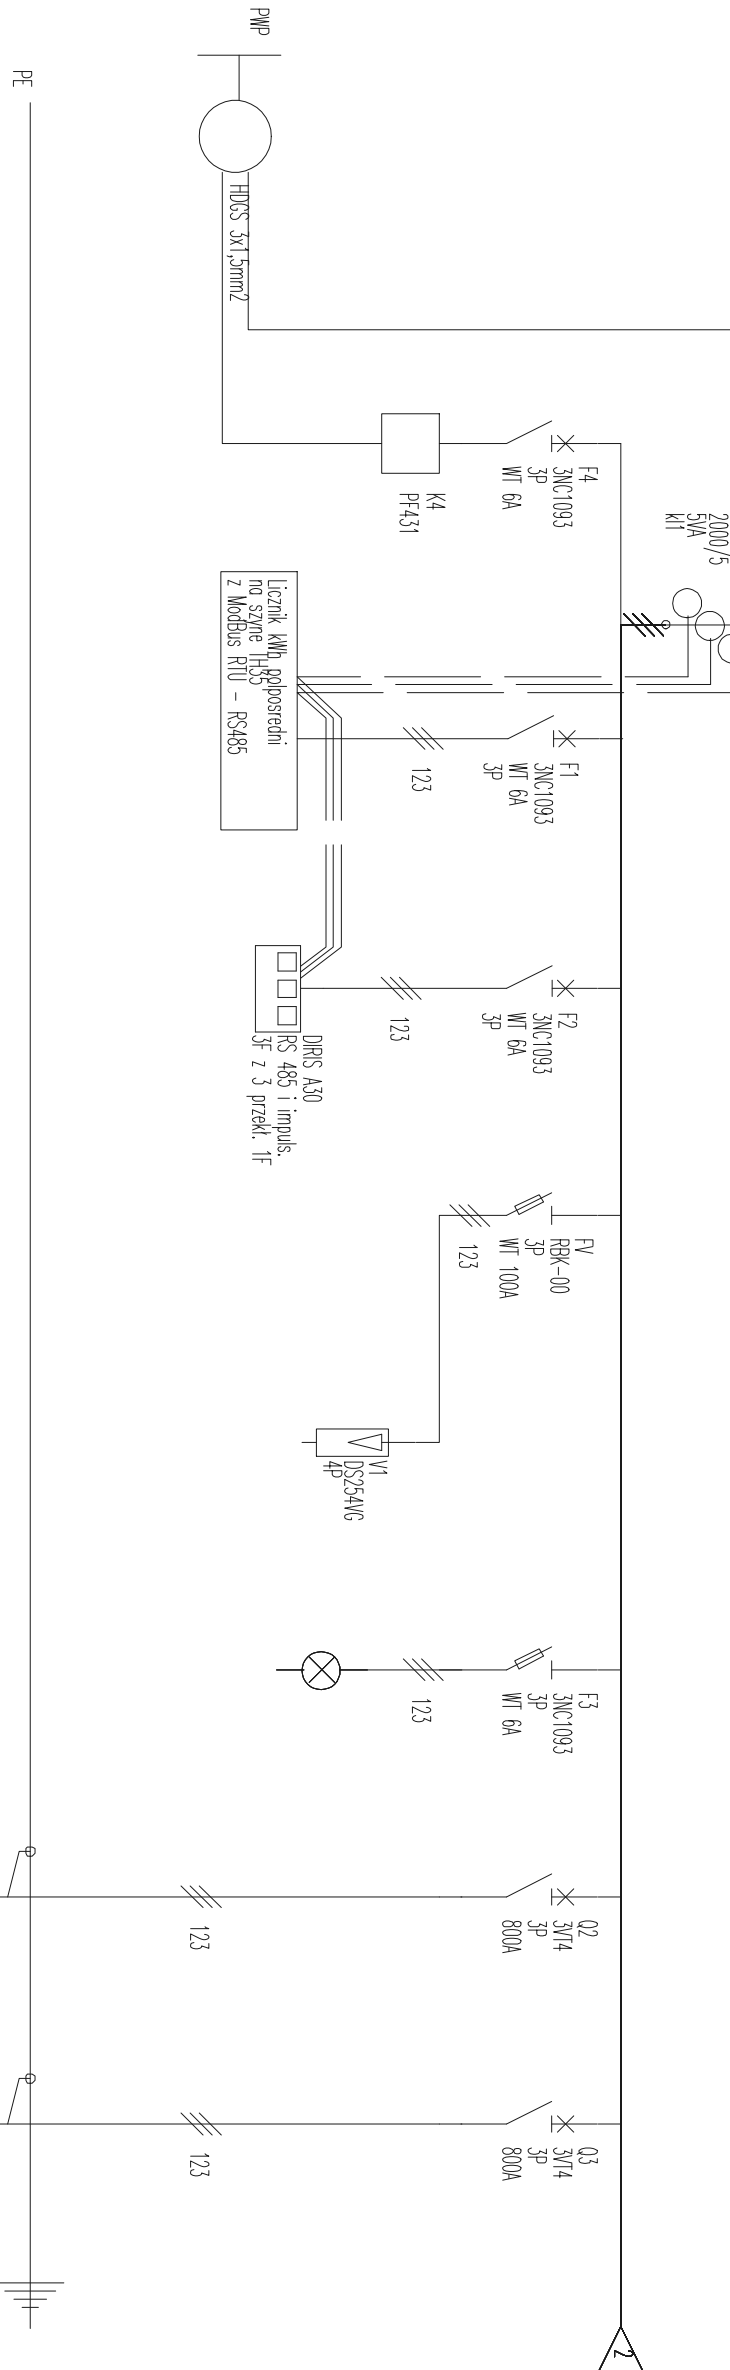 PWP
PE
HDGS 3x1,5mm2
F4
3NC1093
3P
WT 6A
K4
PF431
2000/5
5VA
kl1
Licznik kWh polposredni
na szyne TH35
z ModBus RTU - RS485
F1
3NC1093
WT 6A
3P
123
F2
3NC1093
WT 6A
3P
123
DIRIS A30
RS 485 i impuls.
3F z 3 przekł. 1F
FV
RBK-00
3P
WT 100A
123
V1
DS254VG
4P
F3
3NC1093
3P
WT 6A
123
Q2
3VT4
3P
800A
123
Q3
3VT4
3P
800A
123
2